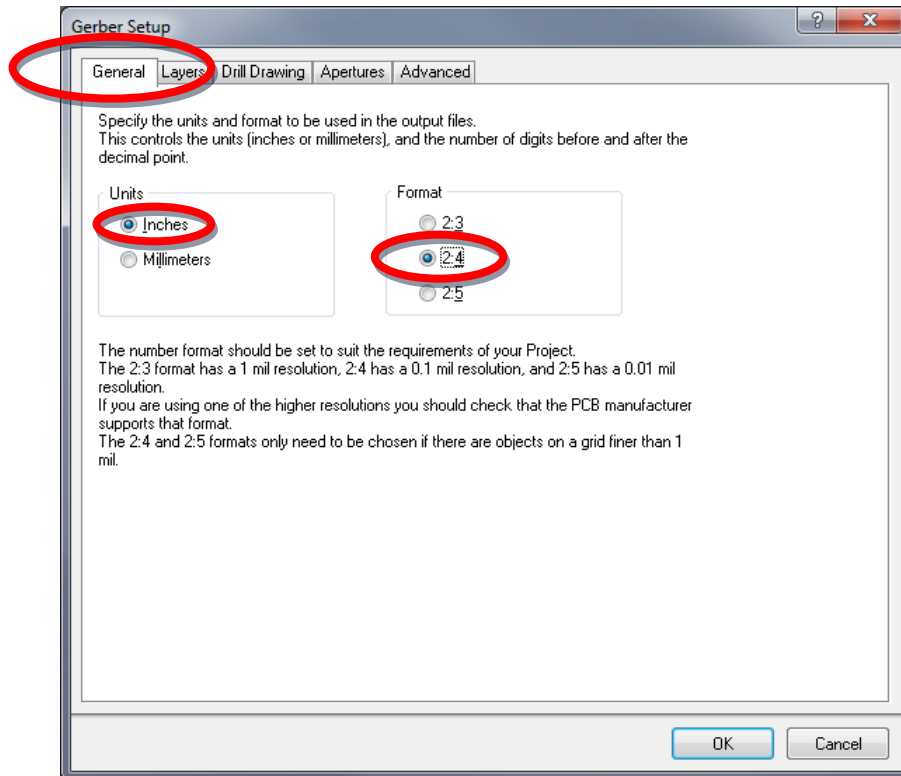 Gerber Setup
General Layers Drill Drawing Apertures Advanced
Specify the units and format to be used in the output files.
This controls the units (inches or millimeters), and the number of digits before and after the
decimal point.
Units
Inches
Millimeters
Format
2:3
2:4
2:5
The number format should be set to suit the requirements of your Project.
The 2:3 format has a 1 mil resolution, 2:4 has a 0.1 mil resolution, and 2:5 has a 0.01 mil
resolution.
If you are using one of the higher resolutions you should check that the PCB manufacturer
supports that format.
The 2:4 and 2:5 formats only need to be chosen if there are objects on a grid finer than 1
mil.
OK Cancel